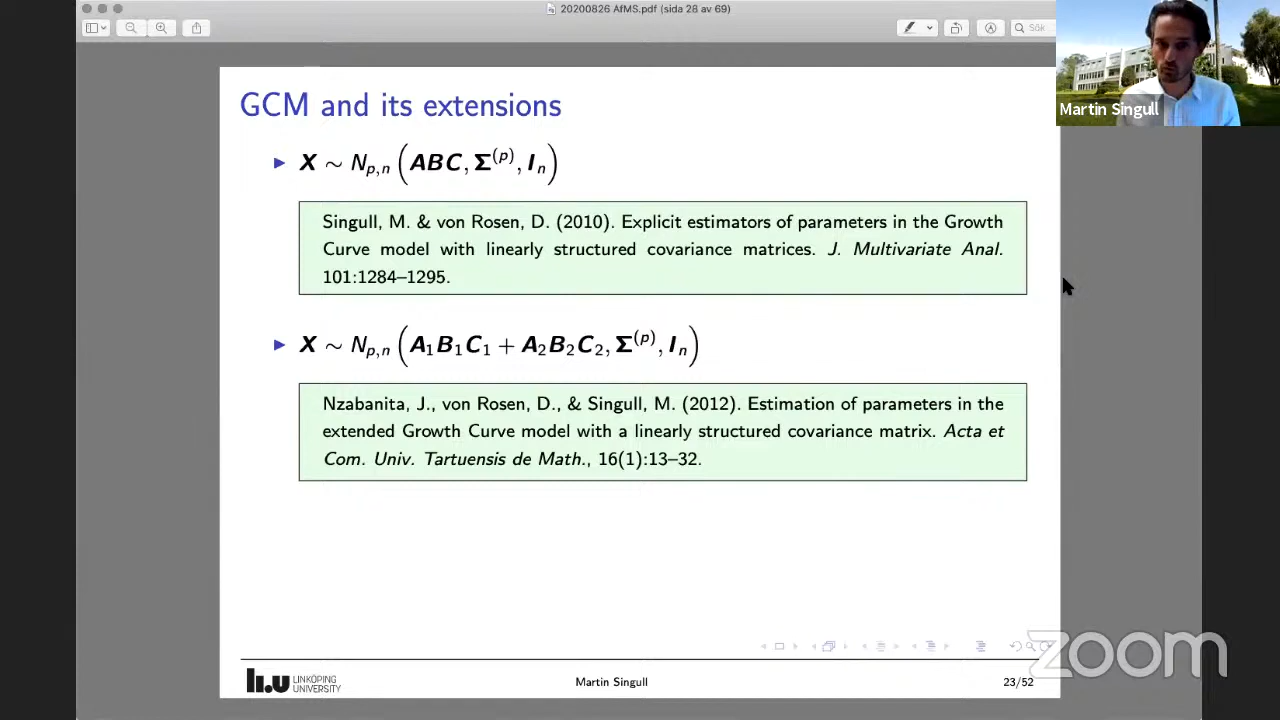 20200826 AfMS.pdf (sida 28 av 69)
Sök
Martin Singull
GCM and its extensions
▶ X ∼ N_{p,n} (ABC, Σ^{(p)}, I_n)
Singull, M. & von Rosen, D. (2010). Explicit estimators of parameters in the Growth
Curve model with linearly structured covariance matrices. J. Multivariate Anal.
101:1284–1295.
▶ X ∼ N_{p,n} (A_1B_1C_1 + A_2B_2C_2, Σ^{(p)}, I_n)
Nzabanita, J., von Rosen, D., & Singull, M. (2012). Estimation of parameters in the
extended Growth Curve model with a linearly structured covariance matrix. Acta et
Com. Univ. Tartuensis de Math., 16(1):13–32.
zoom
LINKÖPING
UNIVERSITY
Martin Singull
23/52